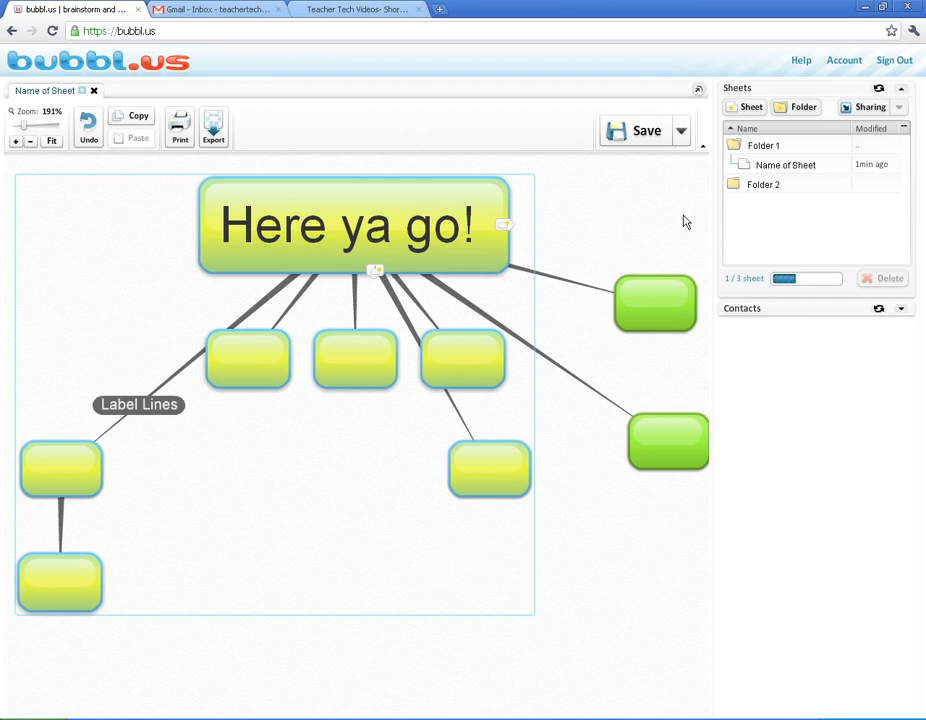 bubbl.us | brainstorm and ...
Gmail - Inbox - teachertech...
Teacher Tech Videos- Shor...
https://bubbl.us
bubbl.us
Help
Account
Sign Out
Name of Sheet
Zoom: 191%
Fit
Undo
Copy
Paste
Print
Export
Save
Sheets
Sheet
Folder
Sharing
Name
Modified
Folder 1
..
Name of Sheet
1min ago
Folder 2
1 / 3 sheet
Delete
Contacts
Here ya go!
Label Lines